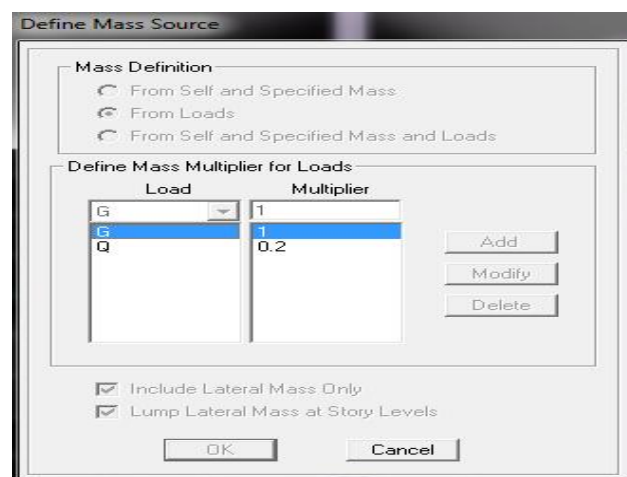 Define Mass Source
Mass Definition
From Self and Specified Mass
From Loads
From Self and Specified Mass and Loads
Define Mass Multiplier for Loads
Load Multiplier
G 1
G 1
Q 0.2
Add
Modify
Delete
Include Lateral Mass Only
Lump Lateral Mass at Story Levels
OK Cancel